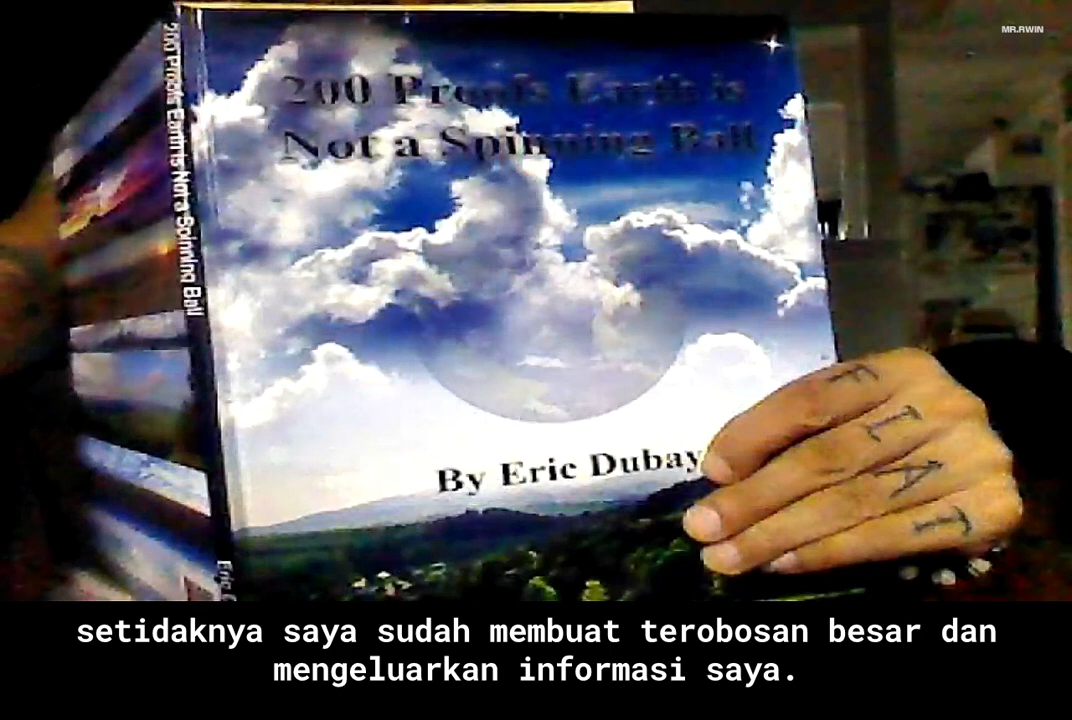 MR.RWIN
200 Proofs Earth is
Not a Spinning Ball
200 Proofs Earth is Not a Spinning Ball
By Eric Dubay
Eric
FLAT
setidaknya saya sudah membuat terobosan besar dan
mengeluarkan informasi saya.